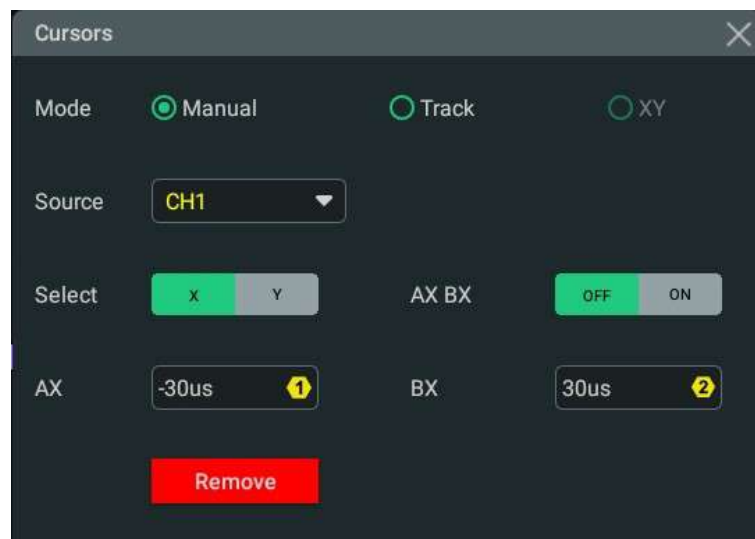 Cursors
Mode Manual Track XY
Source CH1
Select X Y AX BX OFF ON
AX -30us 1 BX 30us 2
Remove